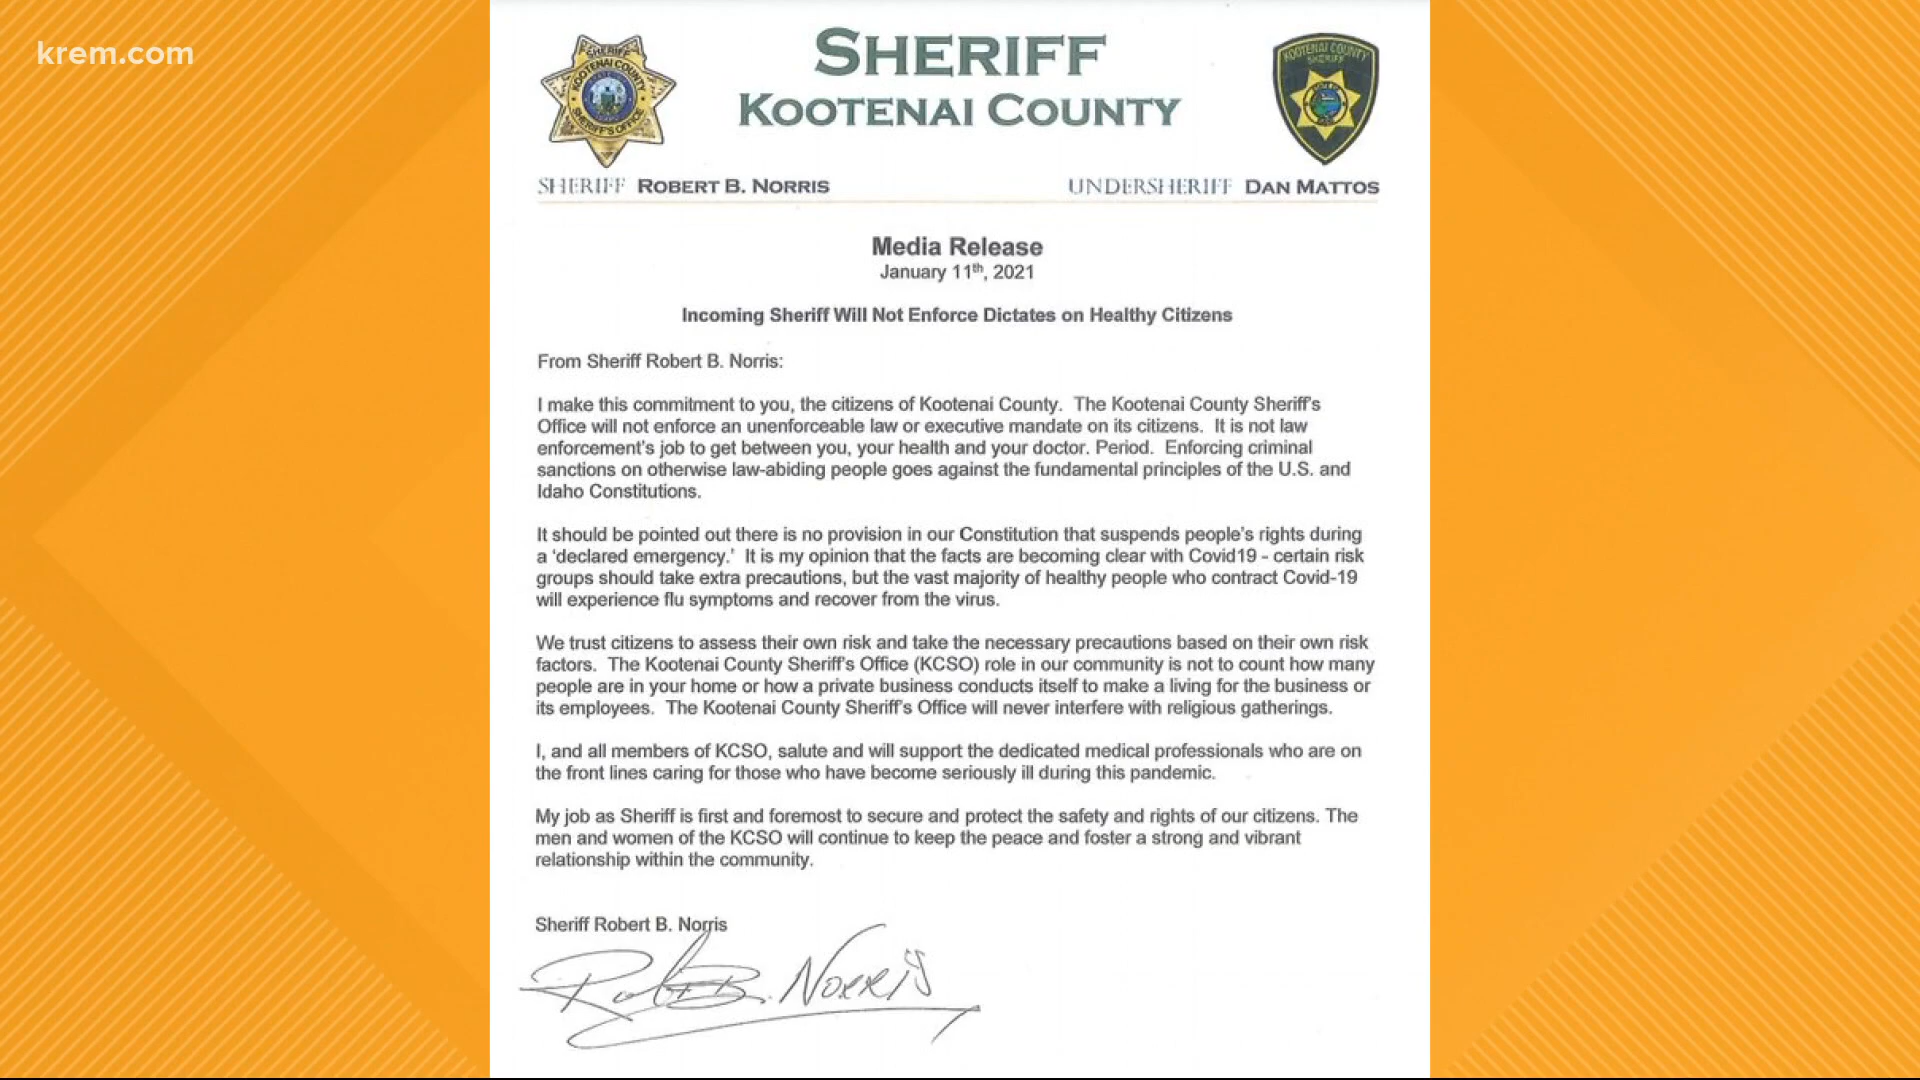 krem.com
SHERIFF
KOOTENAI COUNTY
SHERIFF
KOOTENAI COUNTY
SHERIFF'S OFFICE
KOOTENAI COUNTY
SHERIFF
SHERIFF ROBERT B. NORRIS
UNDERSHERIFF DAN MATTOS
Media Release
January 11th, 2021
Incoming Sheriff Will Not Enforce Dictates on Healthy Citizens
From Sheriff Robert B. Norris:
I make this commitment to you, the citizens of Kootenai County. The Kootenai County Sheriff's
Office will not enforce an unenforceable law or executive mandate on its citizens. It is not law
enforcement's job to get between you, your health and your doctor. Period. Enforcing criminal
sanctions on otherwise law-abiding people goes against the fundamental principles of the U.S. and
Idaho Constitutions.
It should be pointed out there is no provision in our Constitution that suspends people's rights during
a 'declared emergency.' It is my opinion that the facts are becoming clear with Covid19 - certain risk
groups should take extra precautions, but the vast majority of healthy people who contract Covid-19
will experience flu symptoms and recover from the virus.
We trust citizens to assess their own risk and take the necessary precautions based on their own risk
factors. The Kootenai County Sheriff's Office (KCSO) role in our community is not to count how many
people are in your home or how a private business conducts itself to make a living for the business or
its employees. The Kootenai County Sheriff's Office will never interfere with religious gatherings.
I, and all members of KCSO, salute and will support the dedicated medical professionals who are on
the front lines caring for those who have become seriously ill during this pandemic.
My job as Sheriff is first and foremost to secure and protect the safety and rights of our citizens. The
men and women of the KCSO will continue to keep the peace and foster a strong and vibrant
relationship within the community.
Sheriff Robert B. Norris
Robert B. Norris